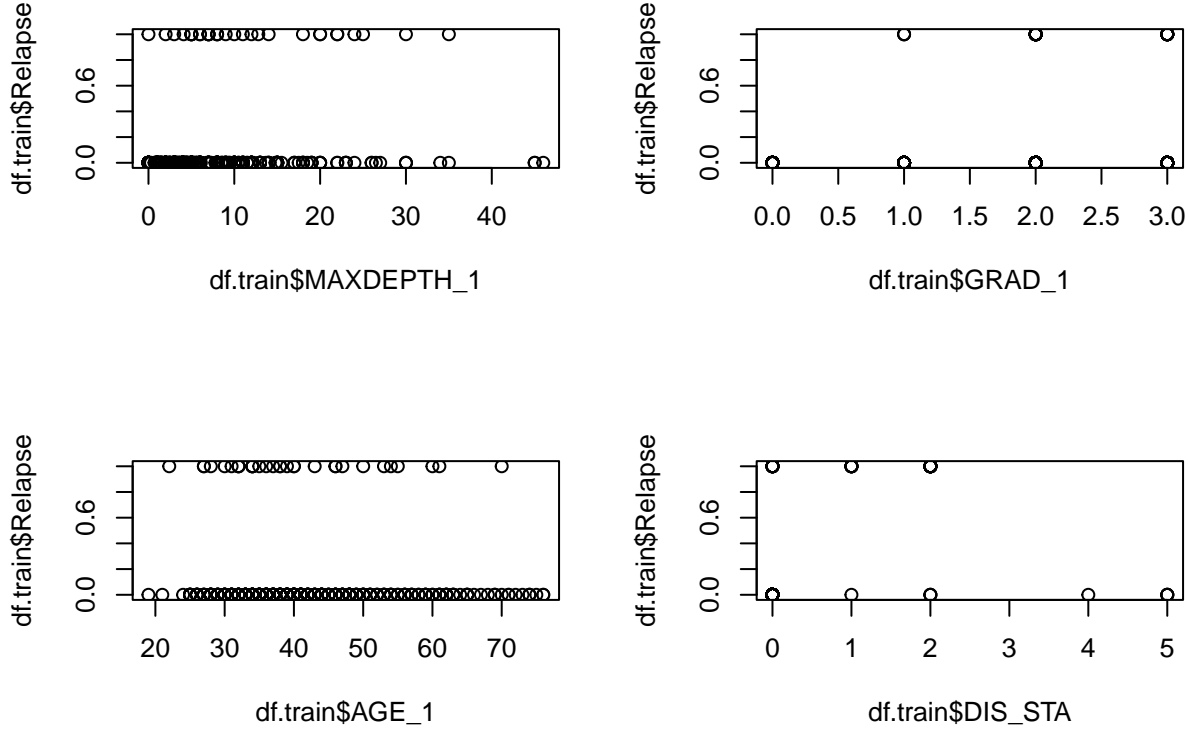 df.train$Relapse
0.0 0.6
0 10 20 30 40
df.train$MAXDEPTH_1
df.train$Relapse
0.0 0.6
0.0 0.5 1.0 1.5 2.0 2.5 3.0
df.train$GRAD_1
df.train$Relapse
0.0 0.6
20 30 40 50 60 70
df.train$AGE_1
df.train$Relapse
0.0 0.6
0 1 2 3 4 5
df.train$DIS_STA